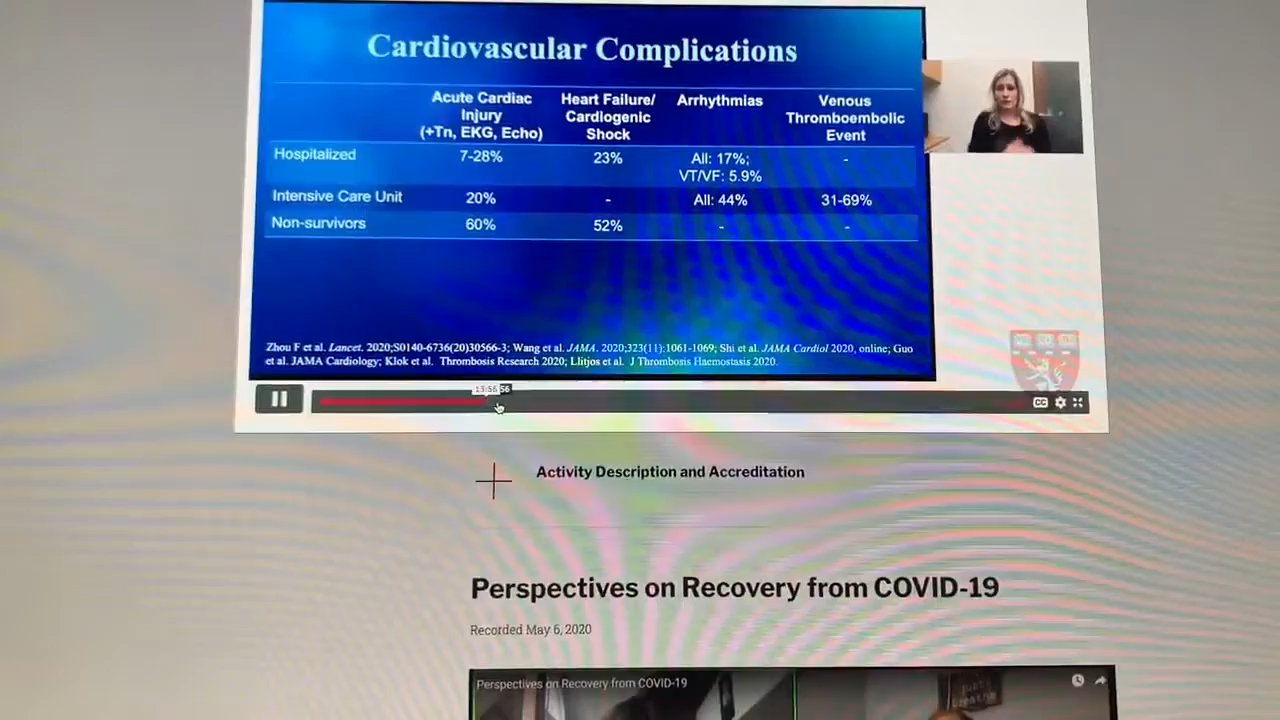 Cardiovascular Complications
Acute Cardiac
Injury
(+Tn, EKG, Echo)
Heart Failure/
Cardiogenic
Shock
Arrhythmias
Venous
Thromboembolic
Event
Hospitalized
7-28%
23%
All: 17%;
VT/VF: 5.9%
-
Intensive Care Unit
20%
-
All: 44%
31-69%
Non-survivors
60%
52%
-
-
Zhou F et al. Lancet. 2020;S0140-6736(20)30566-3; Wang et al. JAMA. 2020;323(11):1061-1069; Shi et al. JAMA Cardiol 2020, online; Guo
et al. JAMA Cardiology; Klok et al. Thrombosis Research 2020; Llitjos et al. J Thrombosis Haemostasis 2020.
CC
Activity Description and Accreditation
Perspectives on Recovery from COVID-19
Recorded May 6, 2020
Perspectives on Recovery from COVID-19
just
breathe